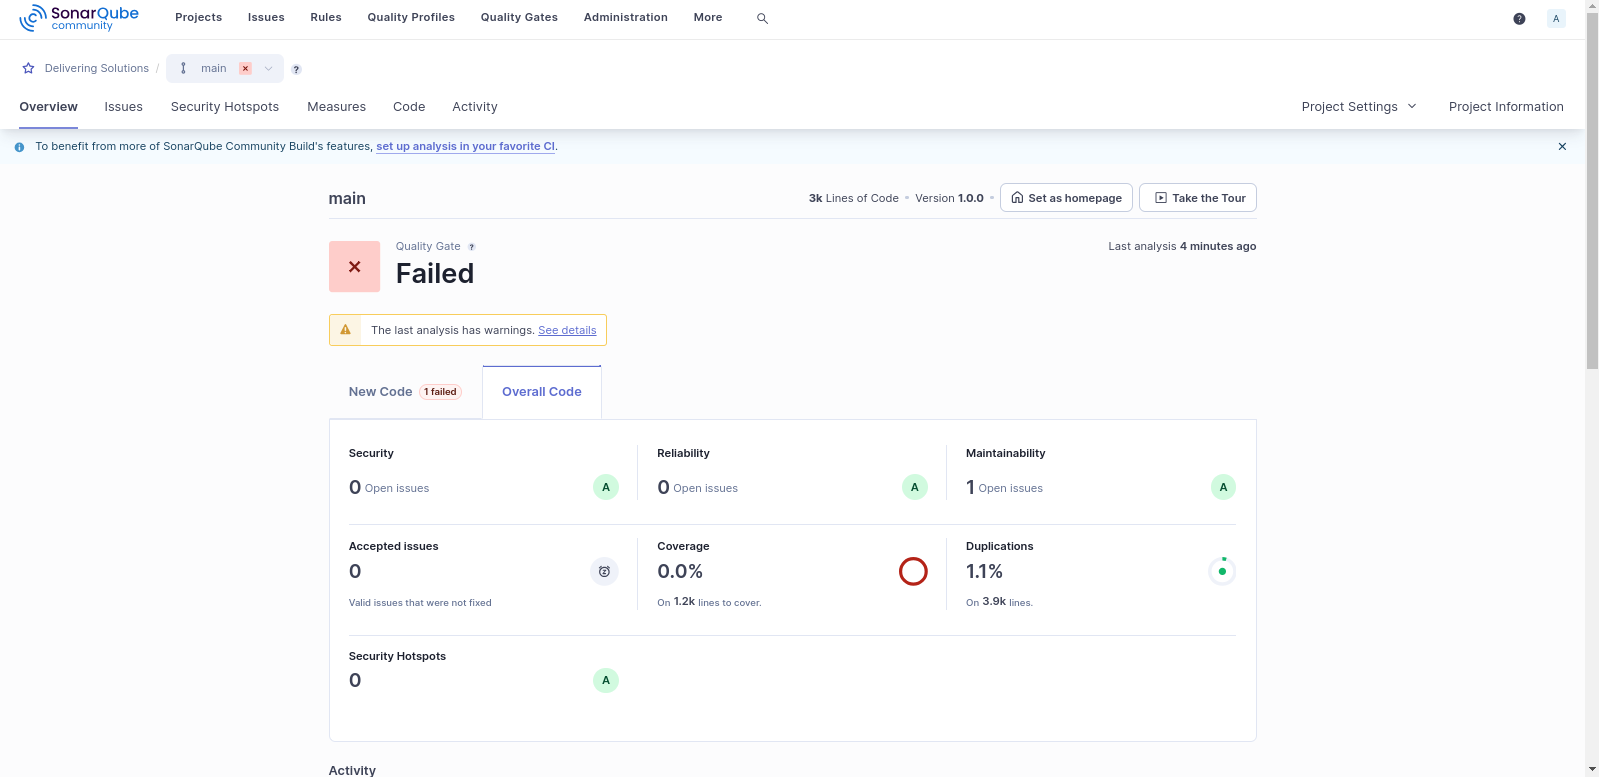 SonarQube community Projects Issues Rules Quality Profiles Quality Gates Administration More ? A
Delivering Solutions / main ?
Overview Issues Security Hotspots Measures Code Activity Project Settings Project Information
To benefit from more of SonarQube Community Build's features, set up analysis in your favorite CI.
main 3k Lines of Code • Version 1.0.0 • Set as homepage Take the Tour
Quality Gate ? Last analysis 4 minutes ago
Failed
The last analysis has warnings. See details
New Code 1 failed Overall Code
Security Reliability Maintainability
0 Open issues A 0 Open issues A 1 Open issues A
Accepted issues Coverage Duplications
0 0.0% 1.1%
Valid issues that were not fixed On 1.2k lines to cover. On 3.9k lines.
Security Hotspots
0 A
Activity